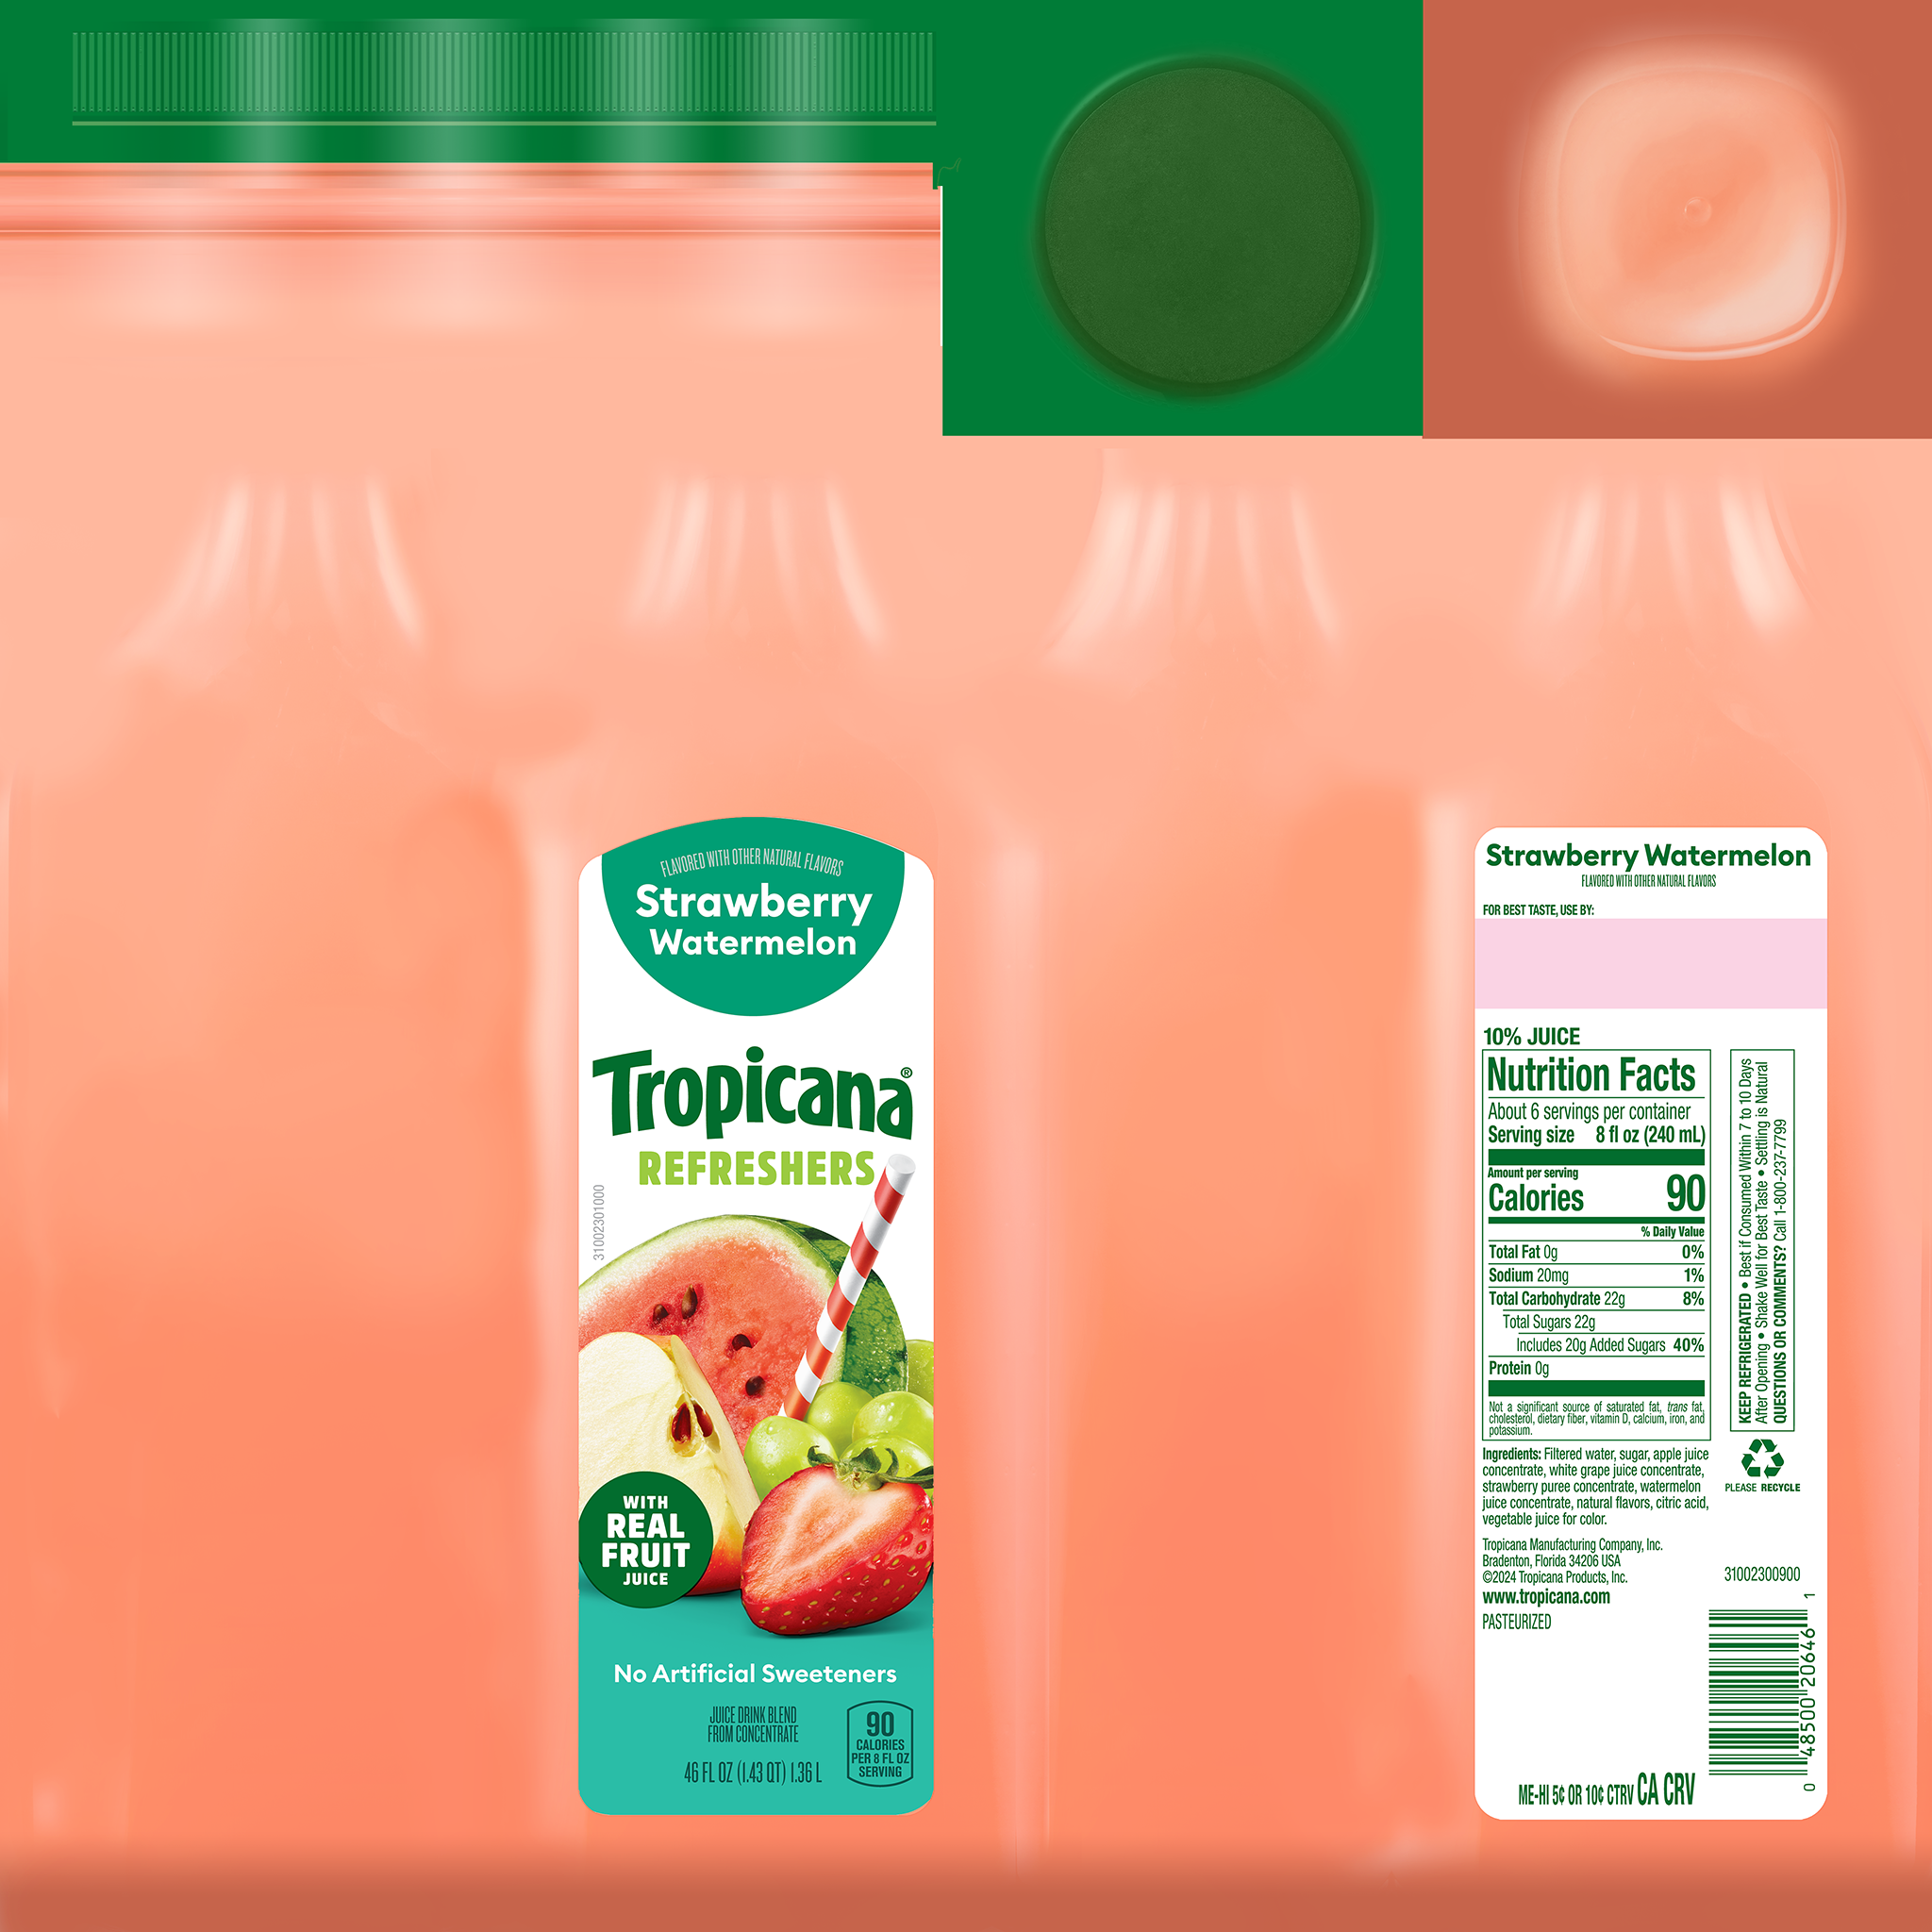 FLAVORED WITH OTHER NATURAL FLAVORS
Strawberry
Watermelon
Tropicana®
REFRESHERS
31002301000
WITH
REAL
FRUIT
JUICE
No Artificial Sweeteners
JUICE DRINK BLEND
FROM CONCENTRATE
46 FL OZ (1.43 QT) 1.36 L
90
CALORIES
PER 8 FL OZ
SERVING
Strawberry Watermelon
FLAVORED WITH OTHER NATURAL FLAVORS
FOR BEST TASTE, USE BY:
10% JUICE
Nutrition Facts
About 6 servings per container
Serving size 8 fl oz (240 mL)
Amount per serving
Calories 90
% Daily Value
Total Fat 0g 0%
Sodium 20mg 1%
Total Carbohydrate 22g 8%
Total Sugars 22g
Includes 20g Added Sugars 40%
Protein 0g
Not a significant source of saturated fat, trans fat,
cholesterol, dietary fiber, vitamin D, calcium, iron, and
potassium.
KEEP REFRIGERATED • Best if Consumed Within 7 to 10 Days
After Opening • Shake Well for Best Taste • Settling is Natural
QUESTIONS OR COMMENTS? Call 1-800-237-7799
PLEASE RECYCLE
Ingredients: Filtered water, sugar, apple juice
concentrate, white grape juice concentrate,
strawberry puree concentrate, watermelon
juice concentrate, natural flavors, citric acid,
vegetable juice for color.
Tropicana Manufacturing Company, Inc.
Bradenton, Florida 34206 USA
©2024 Tropicana Products, Inc.
www.tropicana.com
PASTEURIZED
31002300900
0 48500 20646 1
ME-HI 5¢ OR 10¢ CTRV CA CRV